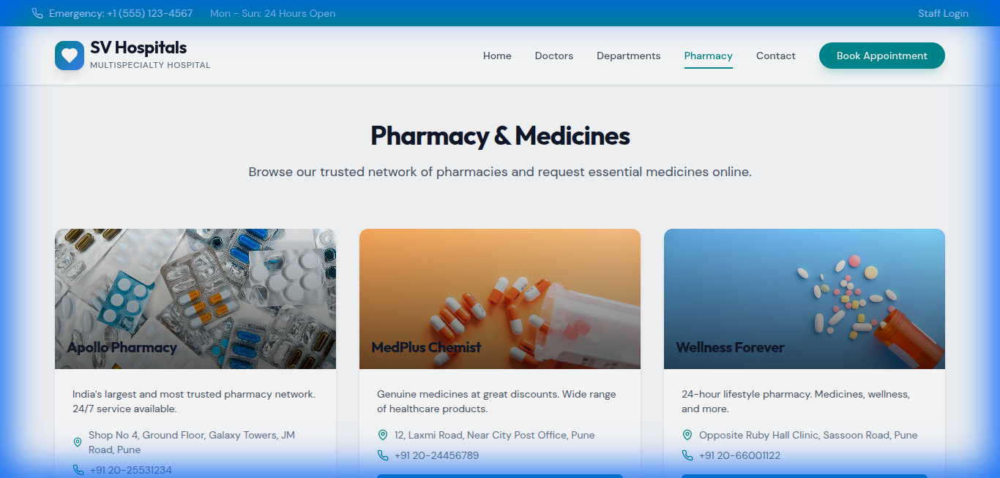 Emergency: +1 (555) 123-4567
Mon - Sun: 24 Hours Open
Staff Login
SV Hospitals
MULTISPECIALTY HOSPITAL
Home
Doctors
Departments
Pharmacy
Contact
Book Appointment
Pharmacy & Medicines
Browse our trusted network of pharmacies and request essential medicines online.
Apollo Pharmacy
India's largest and most trusted pharmacy network.
24/7 service available.
Shop No 4, Ground Floor, Galaxy Towers, JM
Road, Pune
+91 20-25531234
MedPlus Chemist
Genuine medicines at great discounts. Wide range
of healthcare products.
12, Laxmi Road, Near City Post Office, Pune
+91 20-24456789
Wellness Forever
24-hour lifestyle pharmacy. Medicines, wellness,
and more.
Opposite Ruby Hall Clinic, Sassoon Road, Pune
+91 20-66001122